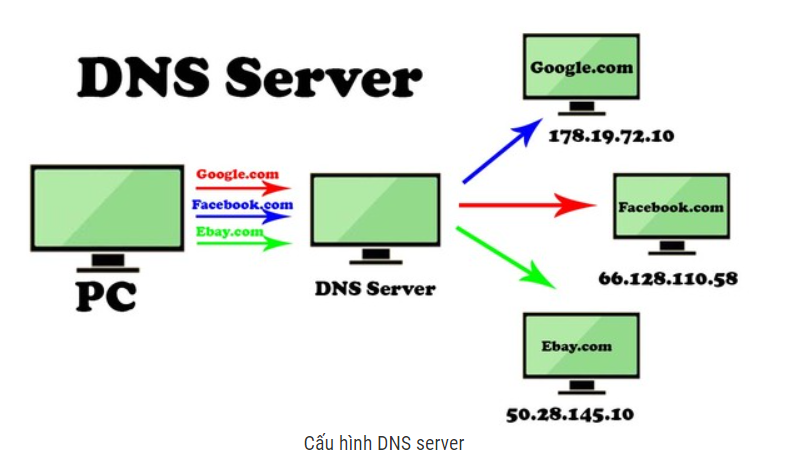 DNS Server
Google.com
178.19.72.10
Google.com
Facebook.com
Ebay.com
PC
DNS Server
Facebook.com
66.128.110.58
Ebay.com
50.28.145.10
Cấu hình DNS server